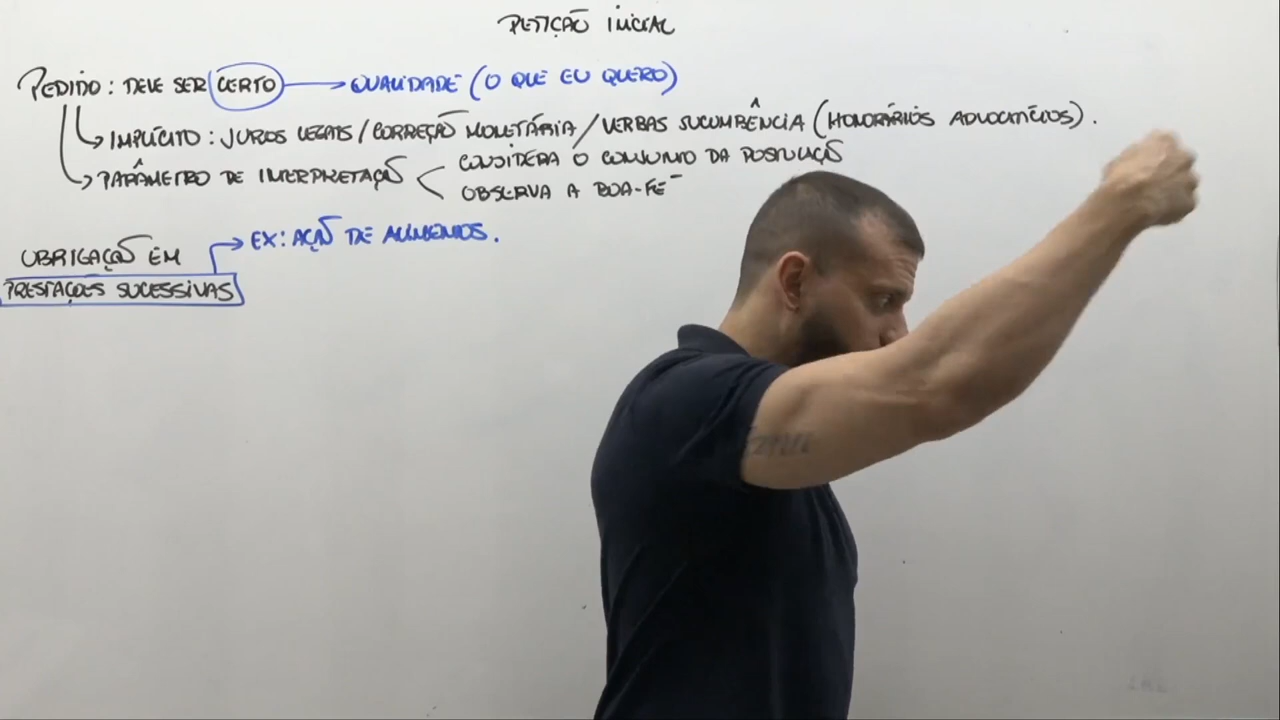 PETIÇÃO INICIAL
PEDIDO: DEVE SER CERTO → QUALIDADE (O QUE EU QUERO)
IMPLÍCITO: JUROS LEGAIS / CORREÇÃO MONETÁRIA / VERBAS SUCUMBÊNCIA (HONORÁRIOS ADVOCATÍCIOS).
PARÂMETRO DE INTERPRETAÇÃO
CONSIDERA O CONJUNTO DA POSTULAÇÃO
OBSERVA A BOA-FÉ
OBRIGAÇÃO EM
PRESTAÇÕES SUCESSIVAS
EX: AÇÃO DE ALIMENTOS.